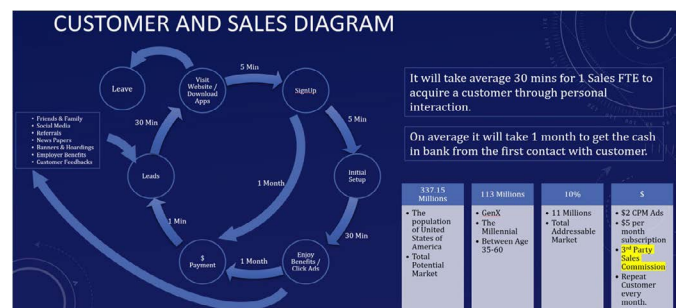 CUSTOMER AND SALES DIAGRAM
5 Min
Leave
Visit
Website /
Download
Apps
SignUp
It will take average 30 mins for 1 Sales FTE to
acquire a customer through personal
interaction.
• Friends & Family
• Social Media
• Referrals
• News Papers
• Banners & Hoardings
• Employer Benefits
• Customer Feedbacks
30 Min
5 Min
On average it will take 1 month to get the cash
in bank from the first contact with customer.
Leads
Initial
Setup
1 Month
1 Min
30 Min
$
Payment
1 Month
Enjoy
Benefits /
Click Ads
337.15
Millions
• The
population
of United
States of
America
• Total
Potential
Market
113 Millions
• GenX
• The
Millennial
• Between Age
35-60
10%
• 11 Millions
• Total
Addressable
Market
$
• $2 CPM Ads
• $5 per
month
subscription
• 3rd Party
Sales
Commission
• Repeat
Customer
every
month.